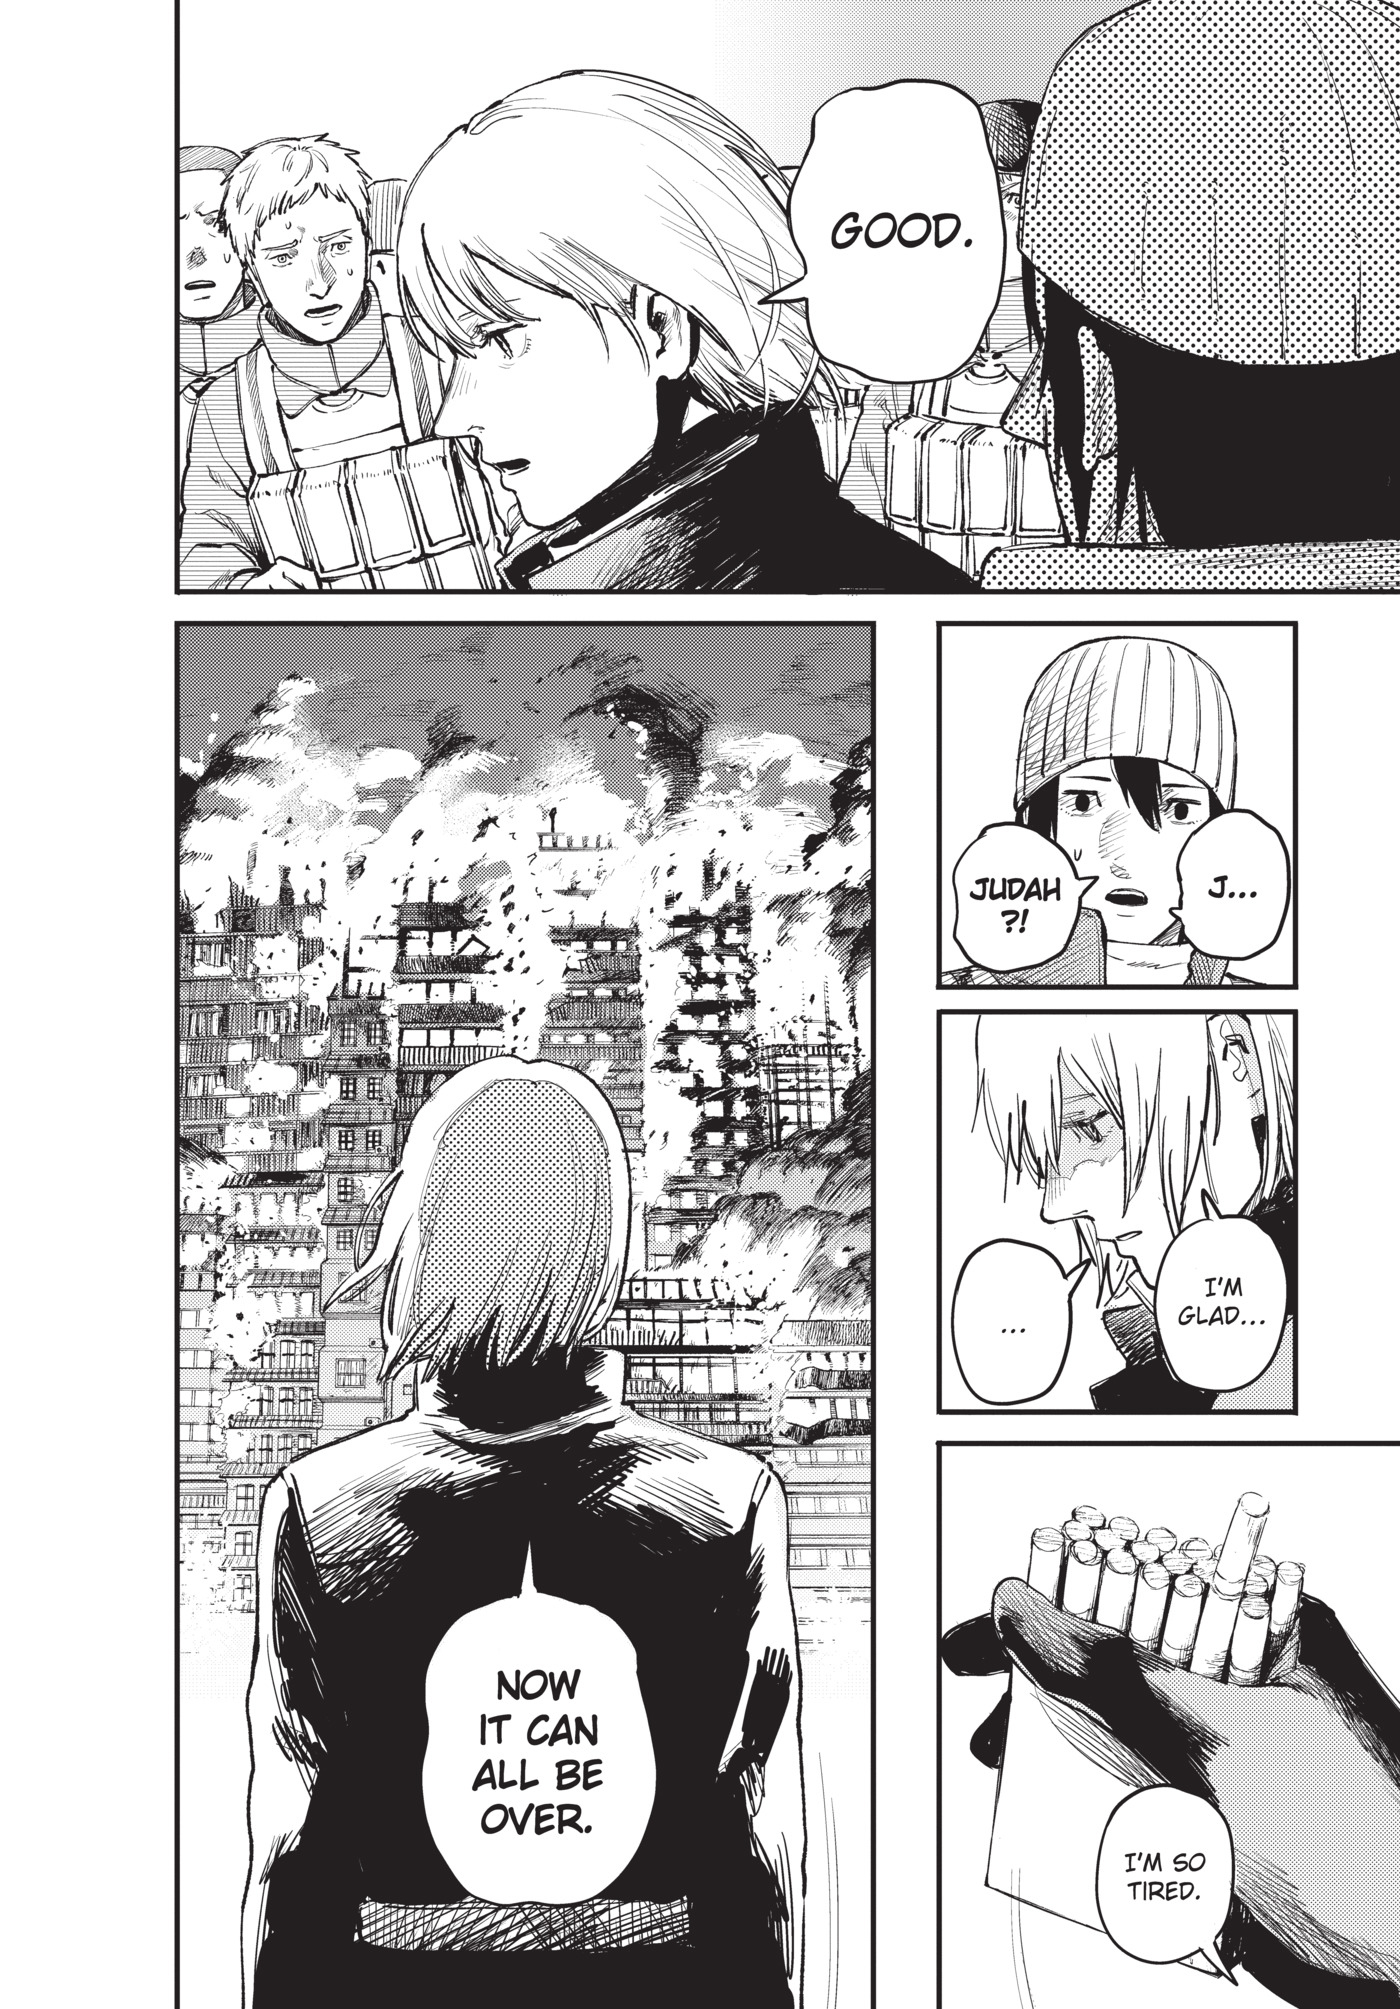 GOOD.
J...
JUDAH
?!
I'M
GLAD...
...
I'M SO
TIRED.
NOW
IT CAN
ALL BE
OVER.